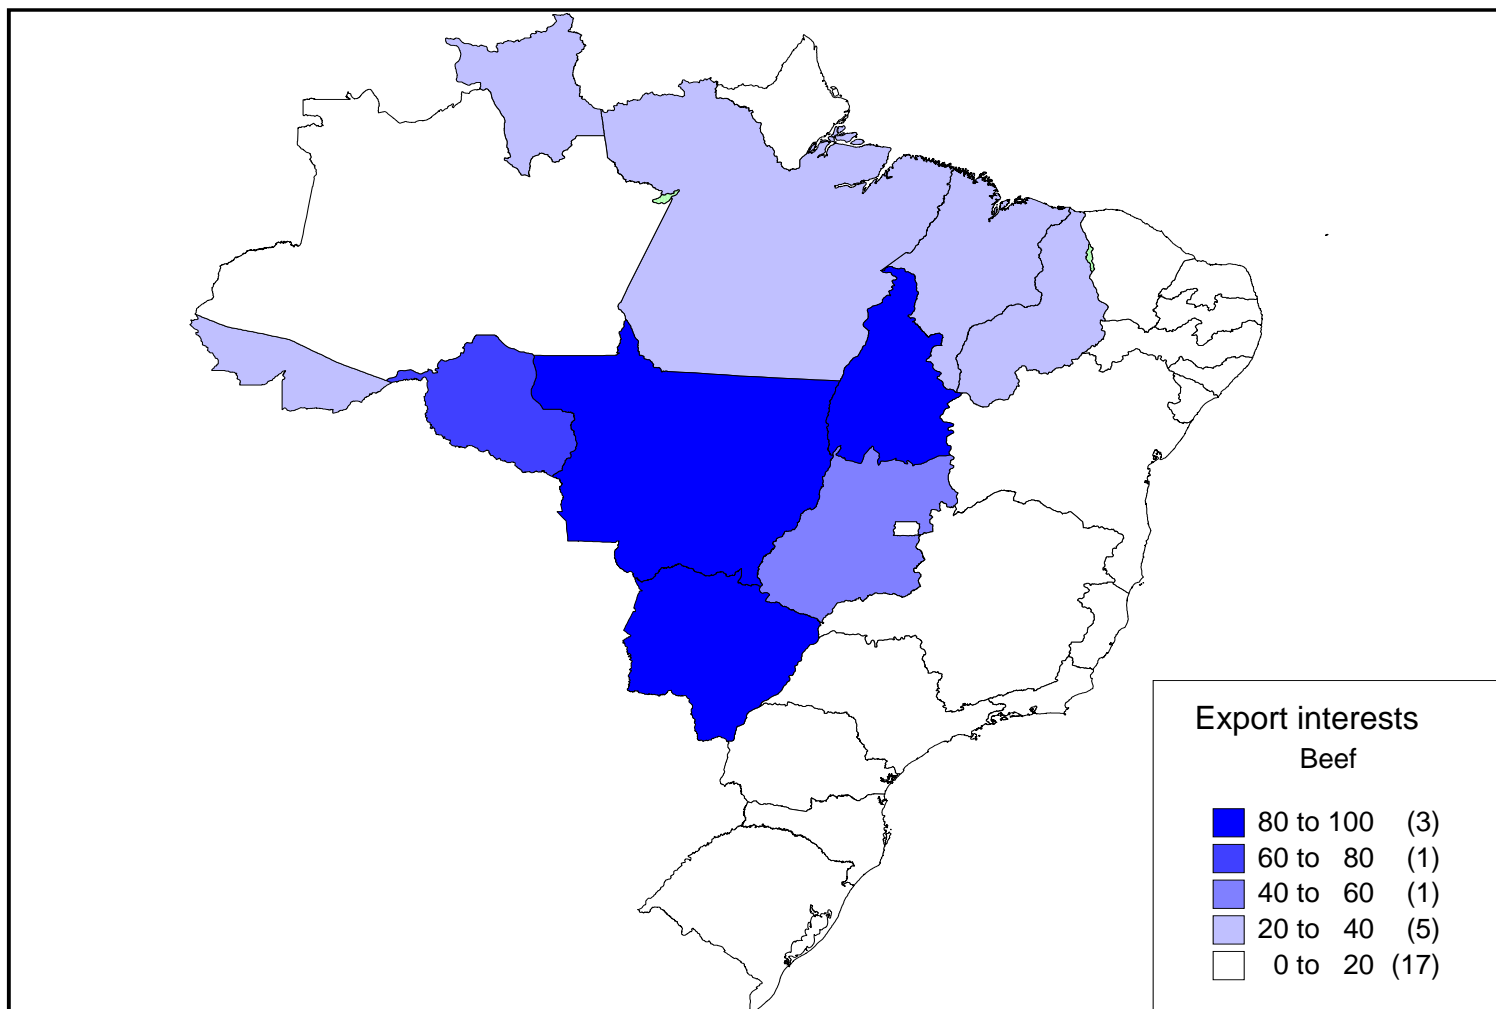 Export interests
Beef
80 to 100 (3)
60 to 80 (1)
40 to 60 (1)
20 to 40 (5)
0 to 20 (17)